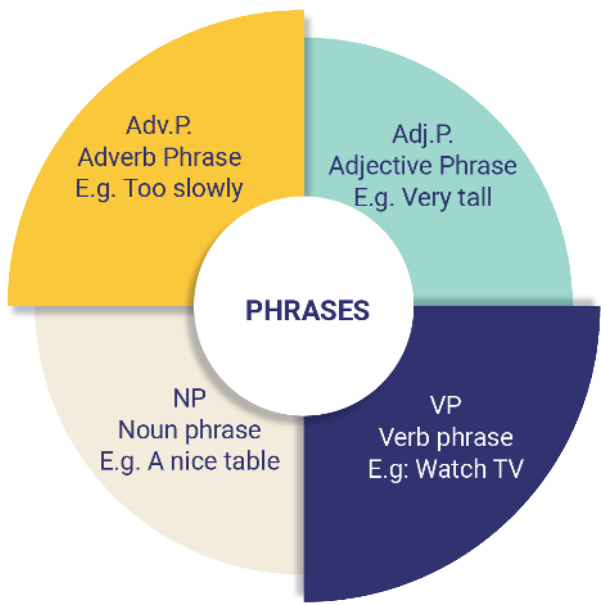 Adv.P.
Adverb Phrase
E.g. Too slowly
Adj.P.
Adjective Phrase
E.g. Very tall
PHRASES
NP
Noun phrase
E.g. A nice table
VP
Verb phrase
E.g: Watch TV